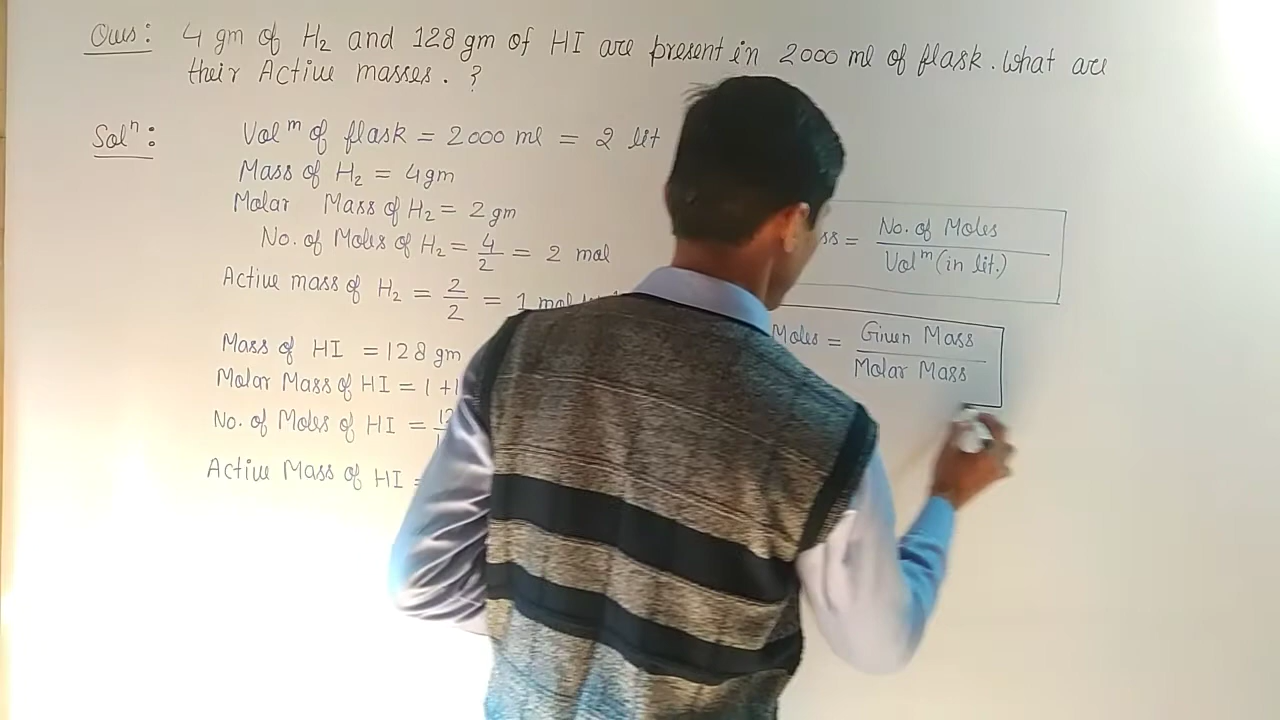 Ques: 4 gm of H₂ and 128 gm of HI are present in 2000 ml of flask. What are
their Active masses. ?
Solⁿ: Volᵐ of flask = 2000 ml = 2 lit
Mass of H₂ = 4gm
Molar Mass of H₂ = 2 gm
No. of Moles of H₂ = 4/2 = 2 mol
Active mass of H₂ = 2/2 = 1 mol
Mass of HI = 128 gm
Molar Mass of HI = 1 + 1
No. of Moles of HI =
Active Mass of HI =
ss = No. of Moles / Volᵐ (in lit.)
Moles = Given Mass / Molar Mass